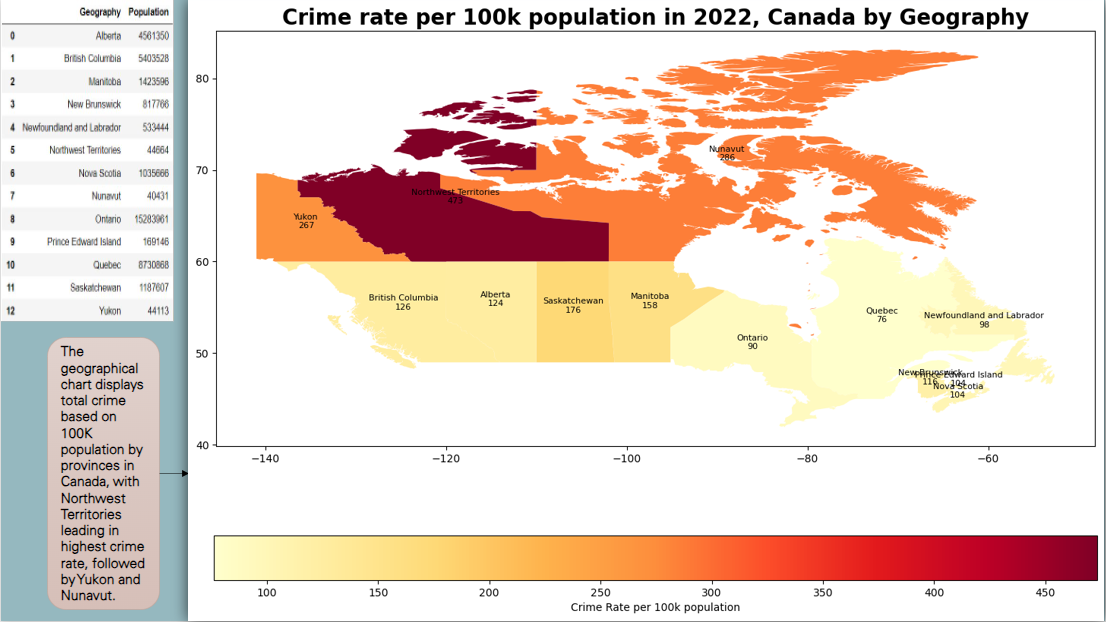 Geography Population
0 Alberta 4561350
1 British Columbia 5403528
2 Manitoba 1423596
3 New Brunswick 817766
4 Newfoundland and Labrador 533444
5 Northwest Territories 44664
6 Nova Scotia 1035666
7 Nunavut 40431
8 Ontario 15283961
9 Prince Edward Island 169146
10 Quebec 8730868
11 Saskatchewan 1187607
12 Yukon 44113
The
geographical
chart displays
total crime
based on
100K
population by
provinces in
Canada, with
Northwest
Territories
leading in
highest crime
rate, followed
by Yukon and
Nunavut.
Crime rate per 100k population in 2022, Canada by Geography
80
70
60
50
40
−140 −120 −100 −80 −60
Nunavut
286
Northwest Territories
473
Yukon
267
British Columbia
126
Alberta
124
Saskatchewan
176
Manitoba
158
Ontario
90
Quebec
76
Newfoundland and Labrador
98
New Brunswick
116
Prince Edward Island
104
Nova Scotia
104
100 150 200 250 300 350 400 450
Crime Rate per 100k population